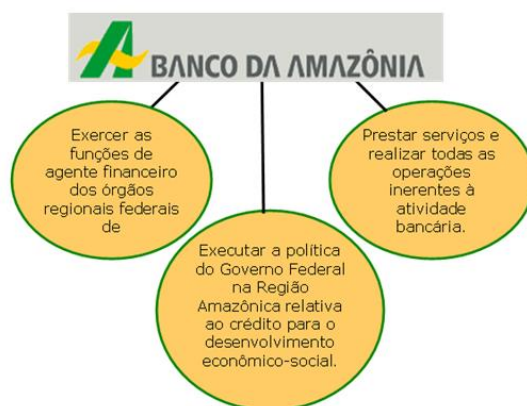 BANCO DA AMAZÔNIA
Exercer as
funções de
agente financeiro
dos órgãos
regionais federais
de
Executar a política
do Governo Federal
na Região
Amazônica relativa
ao crédito para o
desenvolvimento
econômico-social.
Prestar serviços e
realizar todas as
operações
inerentes à
atividade
bancária.